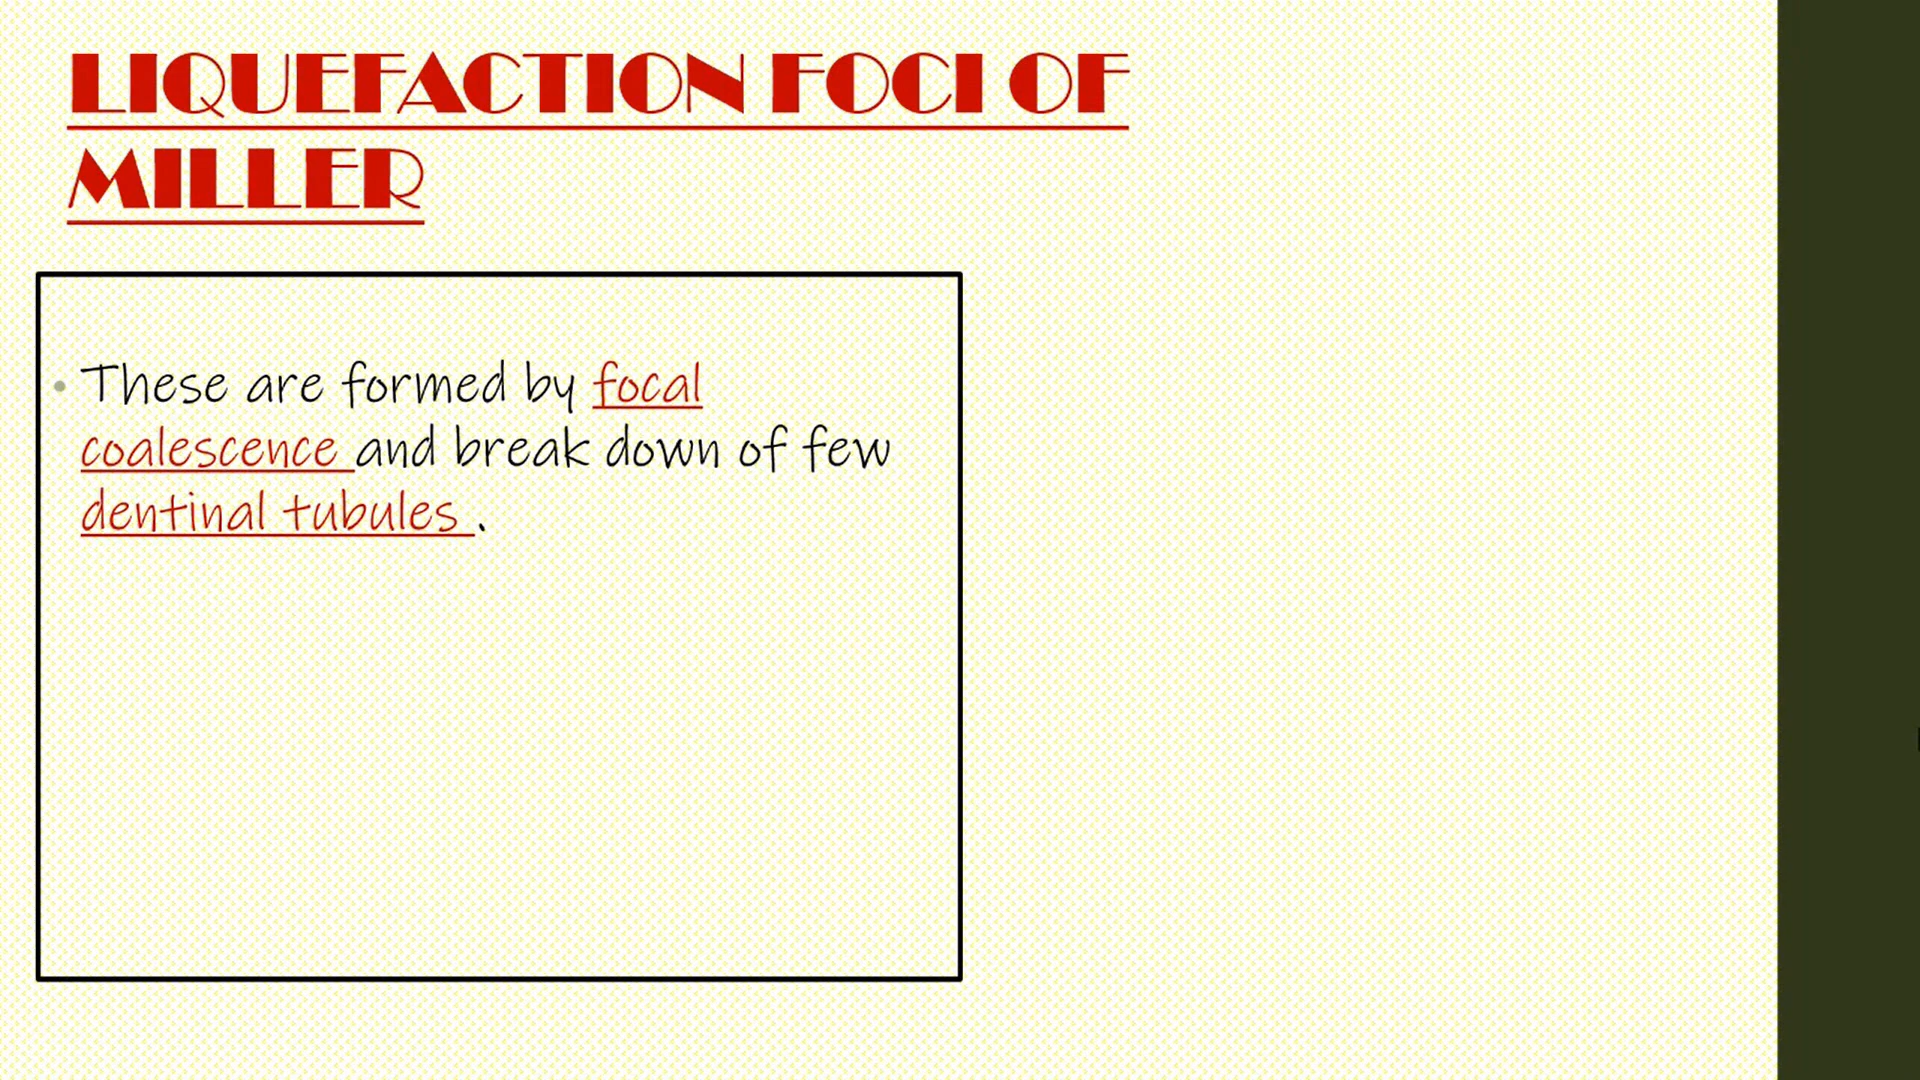 LIQUEFACTION FOCI OF
MILLER
• These are formed by focal
coalescence and break down of few
dentinal tubules .